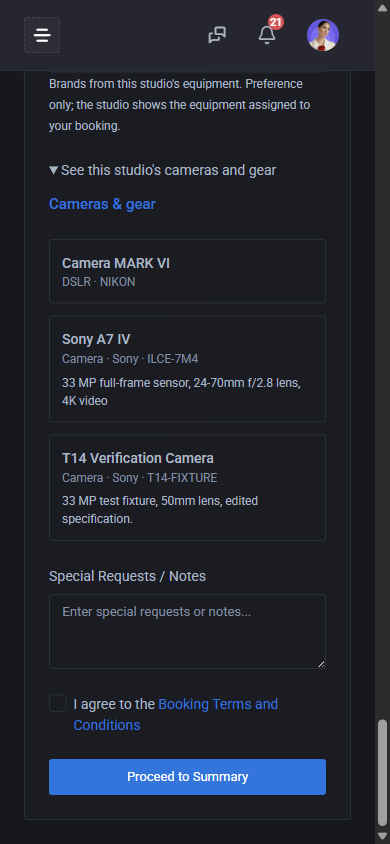 21
Brands from this studio's equipment. Preference
only; the studio shows the equipment assigned to
your booking.
▼ See this studio's cameras and gear
Cameras & gear
Camera MARK VI
DSLR · NIKON
Sony A7 IV
Camera · Sony · ILCE-7M4
33 MP full-frame sensor, 24-70mm f/2.8 lens,
4K video
T14 Verification Camera
Camera · Sony · T14-FIXTURE
33 MP test fixture, 50mm lens, edited
specification.
Special Requests / Notes
Enter special requests or notes...
I agree to the Booking Terms and
Conditions
Proceed to Summary